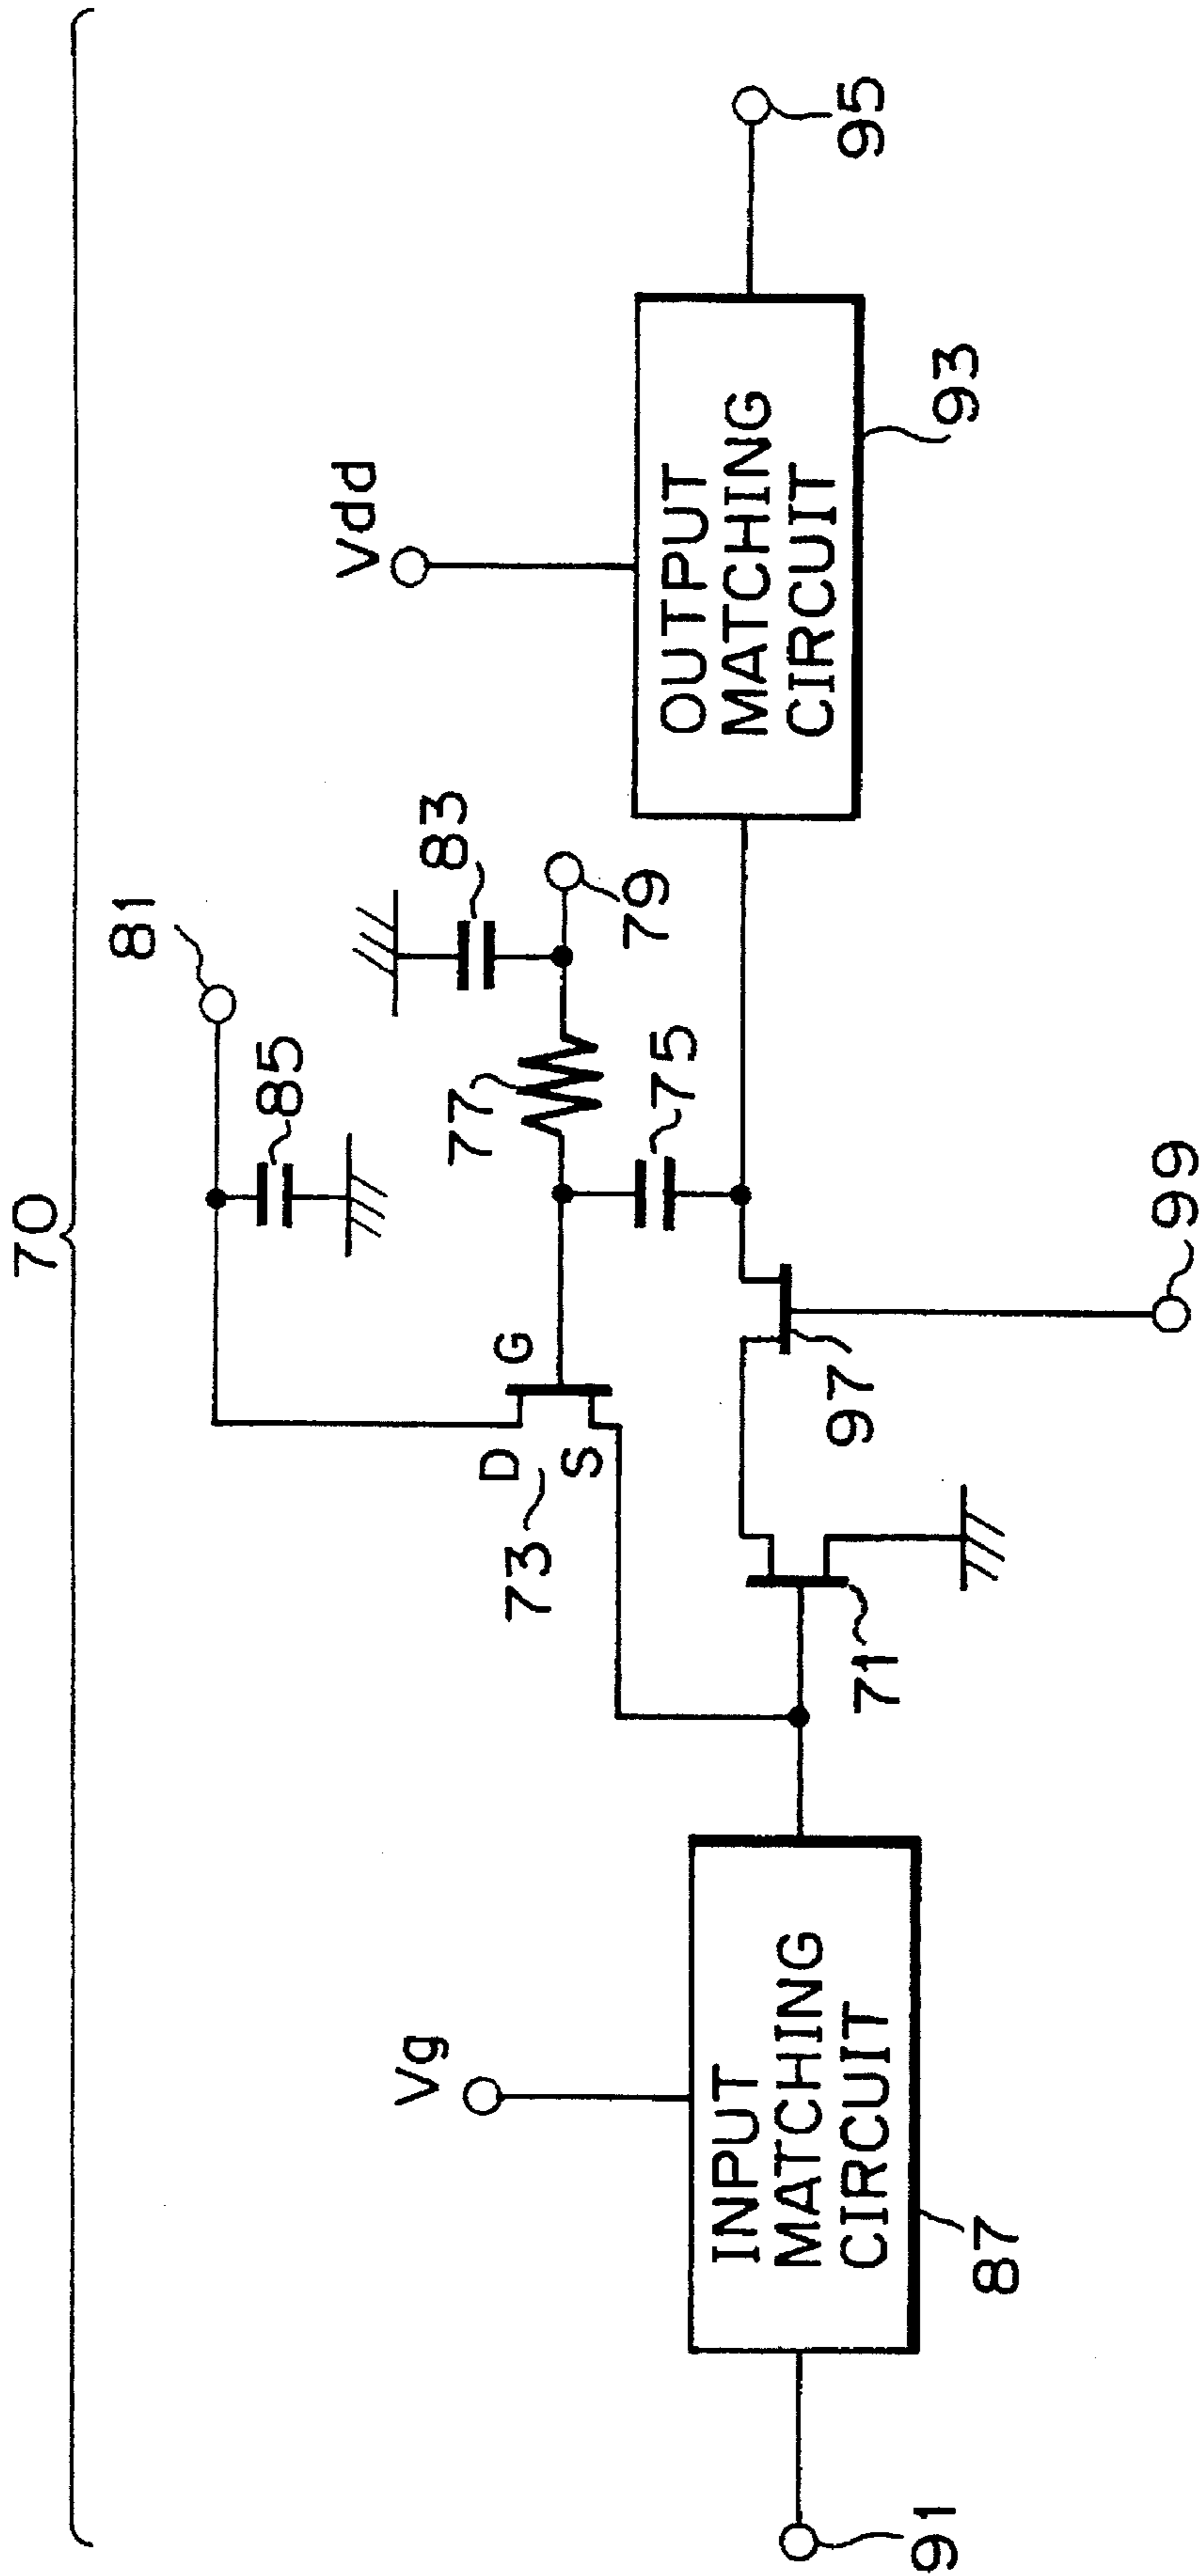 70
81
85
83
Vdd
77
79
75
D
G
S
73
Vg
INPUT
MATCHING
CIRCUIT
OUTPUT
MATCHING
CIRCUIT
95
93
97
71
87
91
99